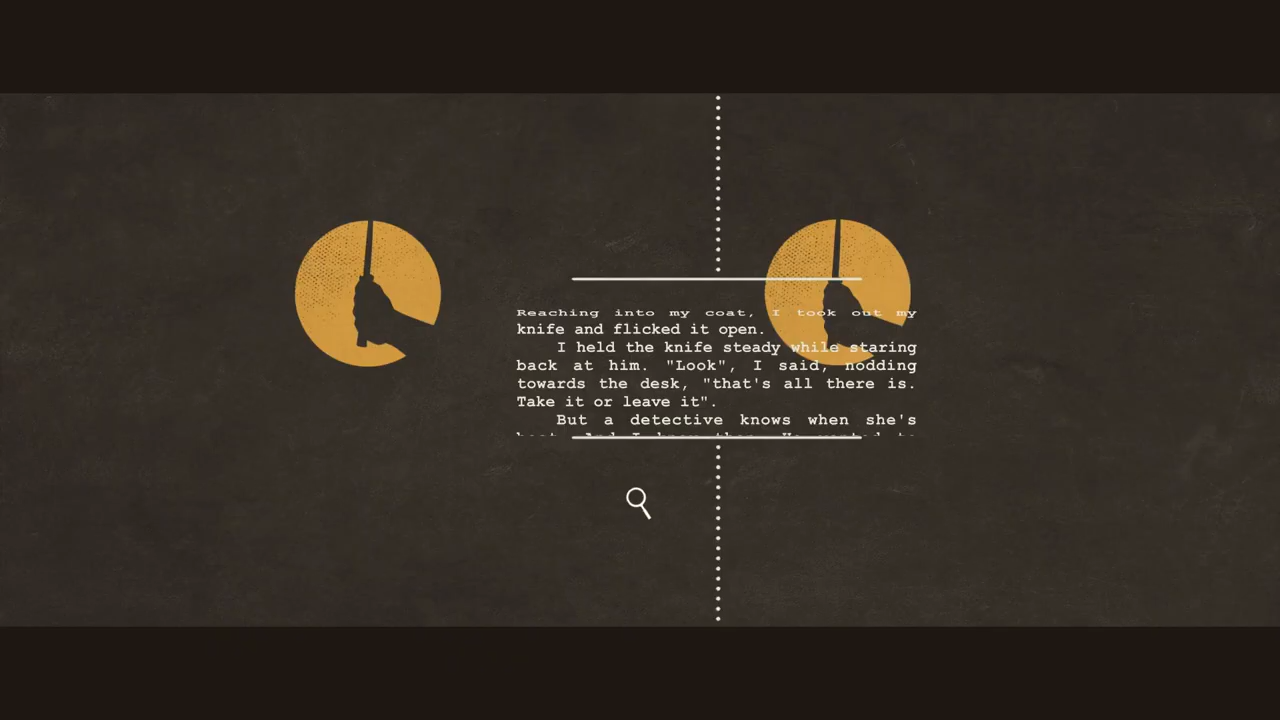 Reaching into my coat, I took out my
knife and flicked it open.
I held the knife steady while staring
back at him. "Look", I said, nodding
towards the desk, "that's all there is.
Take it or leave it".
But a detective knows when she's